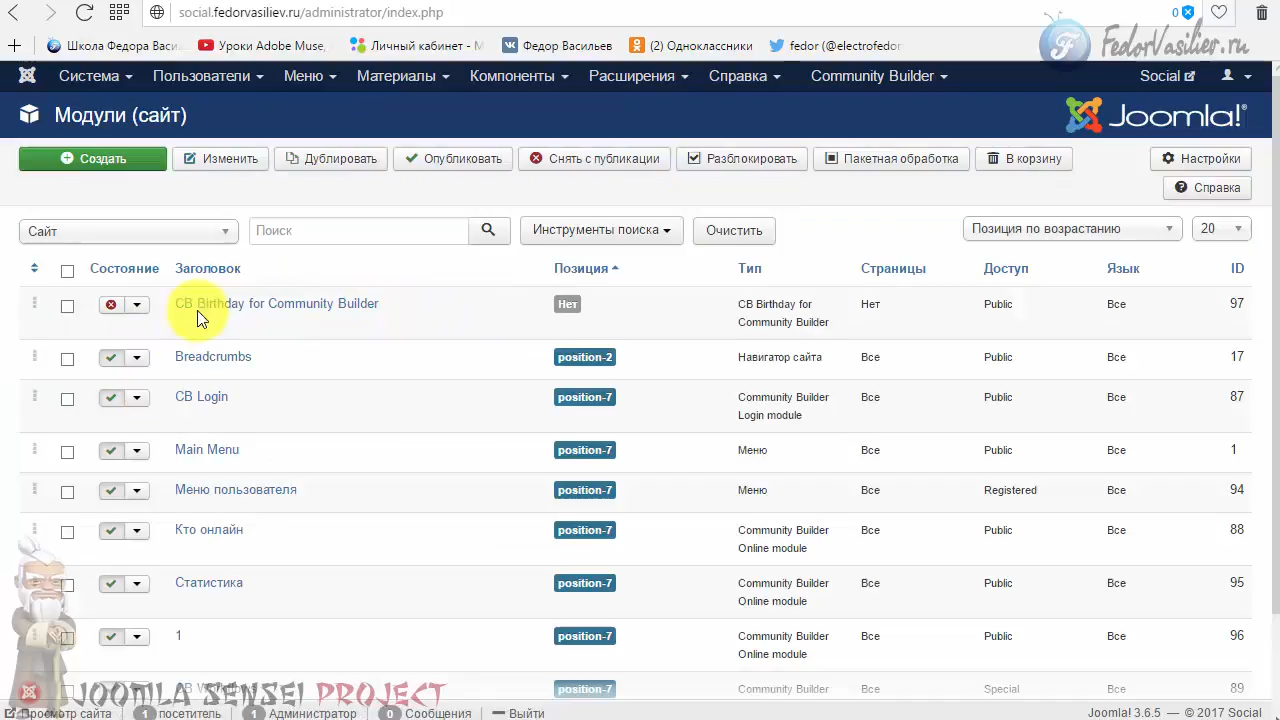 social.fedorvasiliev.ru/administrator/index.php 0
Школа Федора Васи. Уроки Adobe Muse, Личный кабинет - М Федор Васильев (2) Одноклассники fedor (@electrofedor FedorVasiliev.ru
Система Пользователи Меню Материалы Компоненты Расширения Справка Community Builder Social
Модули (сайт) Joomla!®
Создать Изменить Дублировать Опубликовать Снять с публикации Разблокировать Пакетная обработка В корзину Настройки
Справка
Сайт Поиск Инструменты поиска Очистить Позиция по возрастанию 20
Состояние Заголовок Позиция Тип Страницы Доступ Язык ID
CB Birthday for Community Builder Нет CB Birthday for Нет Public Все 97
Community Builder
Breadcrumbs position-2 Навигатор сайта Все Public Все 17
CB Login position-7 Community Builder Все Public Все 87
Login module
Main Menu position-7 Меню Все Public Все 1
Меню пользователя position-7 Меню Все Registered Все 94
Кто онлайн position-7 Community Builder Все Public Все 88
Online module
Статистика position-7 Community Builder Все Public Все 95
Online module
1 position-7 Community Builder Все Public Все 96
Online module
position-7 Community Builder Все Special Все 89
JOOMLA SENSEI PROJECT
Просмотр сайта 1 посетитель 1 Администратор 0 Сообщения Выйти Joomla! 3.6.5 — © 2017 Social